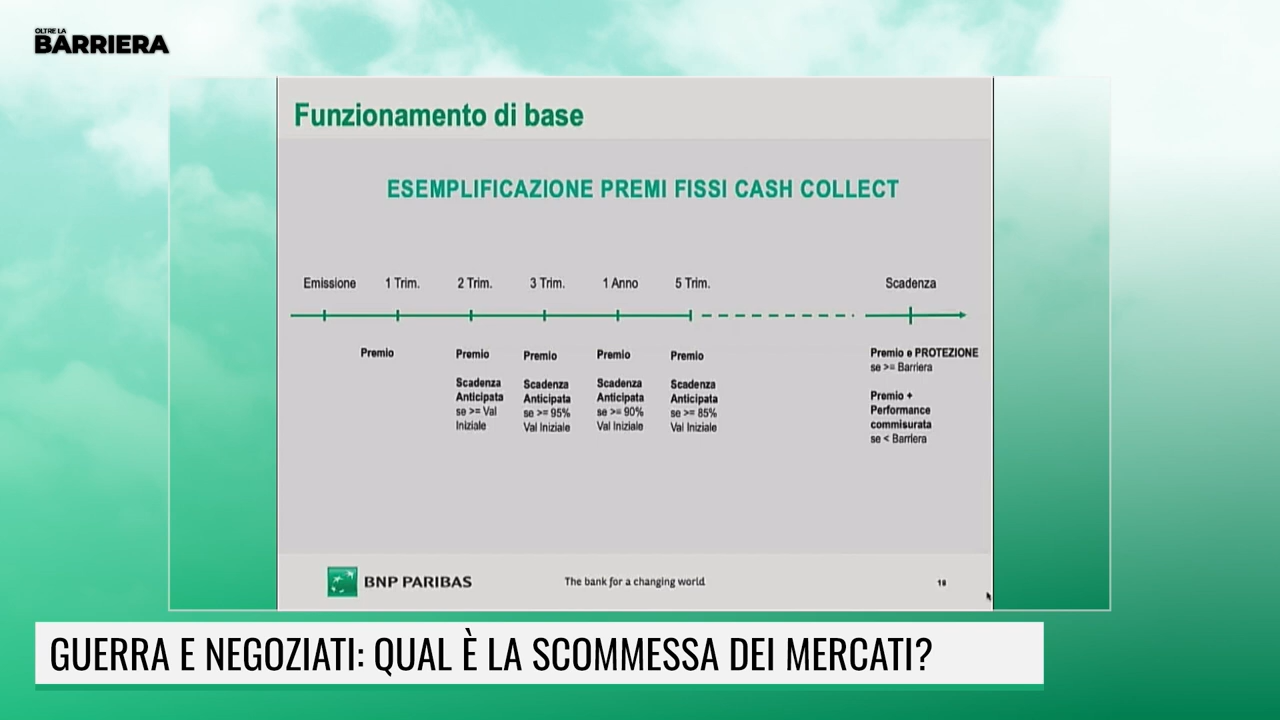 OLTRE LA
BARRIERA
Funzionamento di base
ESEMPLIFICAZIONE PREMI FISSI CASH COLLECT
Emissione 1 Trim. 2 Trim. 3 Trim. 1 Anno 5 Trim. Scadenza
Premio
Premio
Scadenza
Anticipata
se >= Val
Iniziale
Premio
Scadenza
Anticipata
se >= 95%
Val Iniziale
Premio
Scadenza
Anticipata
se >= 90%
Val Iniziale
Premio
Scadenza
Anticipata
se >= 85%
Val Iniziale
Premio e PROTEZIONE
se >= Barriera
Premio +
Performance
commisurata
se < Barriera
BNP PARIBAS
The bank for a changing world
18
GUERRA E NEGOZIATI: QUAL È LA SCOMMESSA DEI MERCATI?